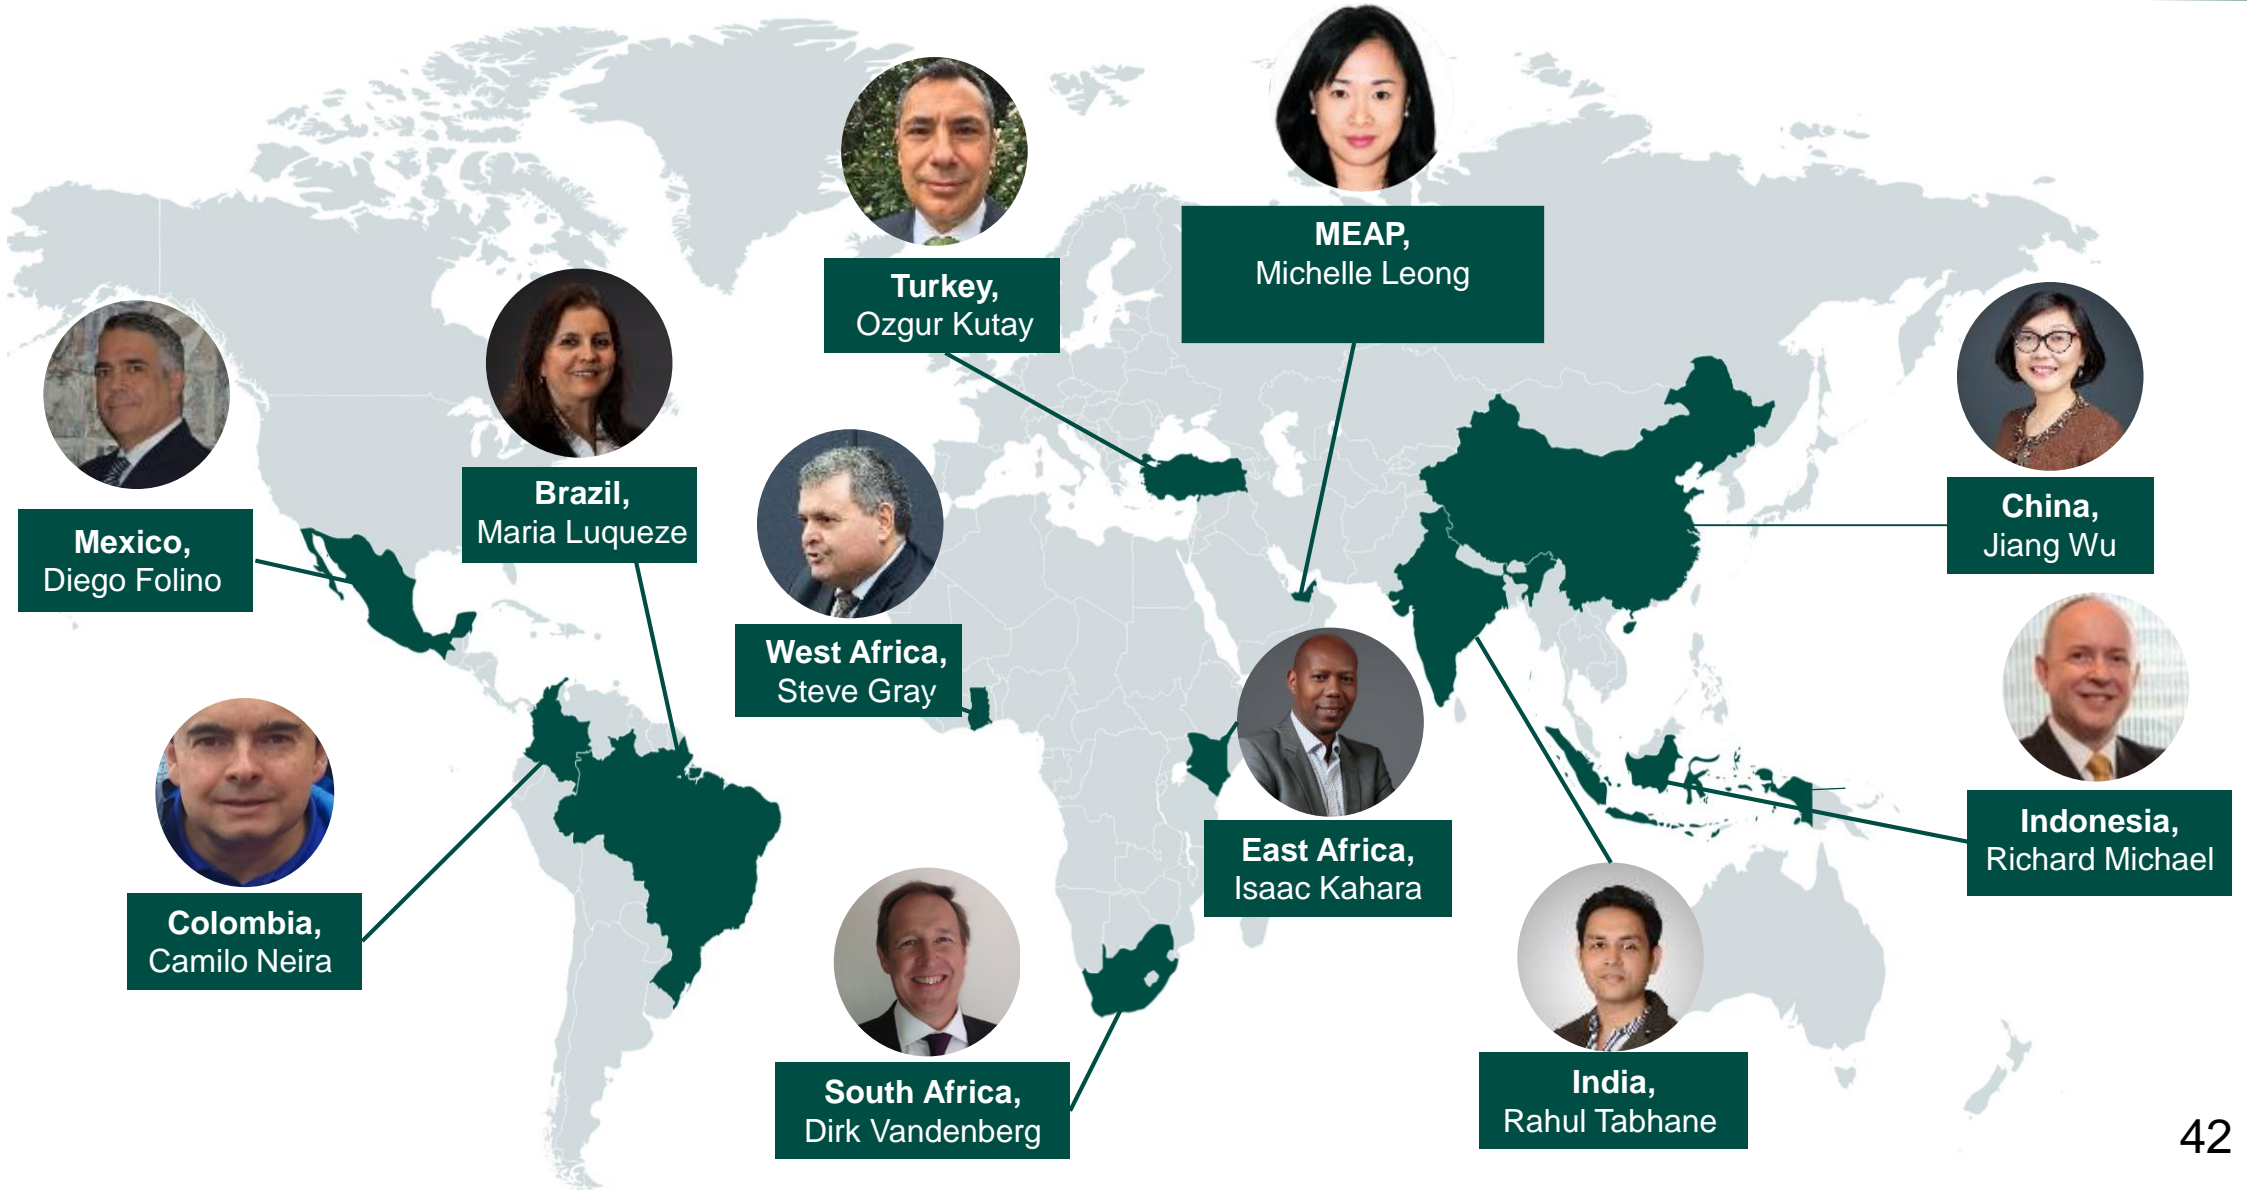 MEAP,
Michelle Leong
Turkey,
Ozgur Kutay
Brazil,
Maria Luqueze
China,
Jiang Wu
Mexico,
Diego Folino
West Africa,
Steve Gray
Indonesia,
Richard Michael
East Africa,
Isaac Kahara
Colombia,
Camilo Neira
South Africa,
Dirk Vandenberg
India,
Rahul Tabhane
42